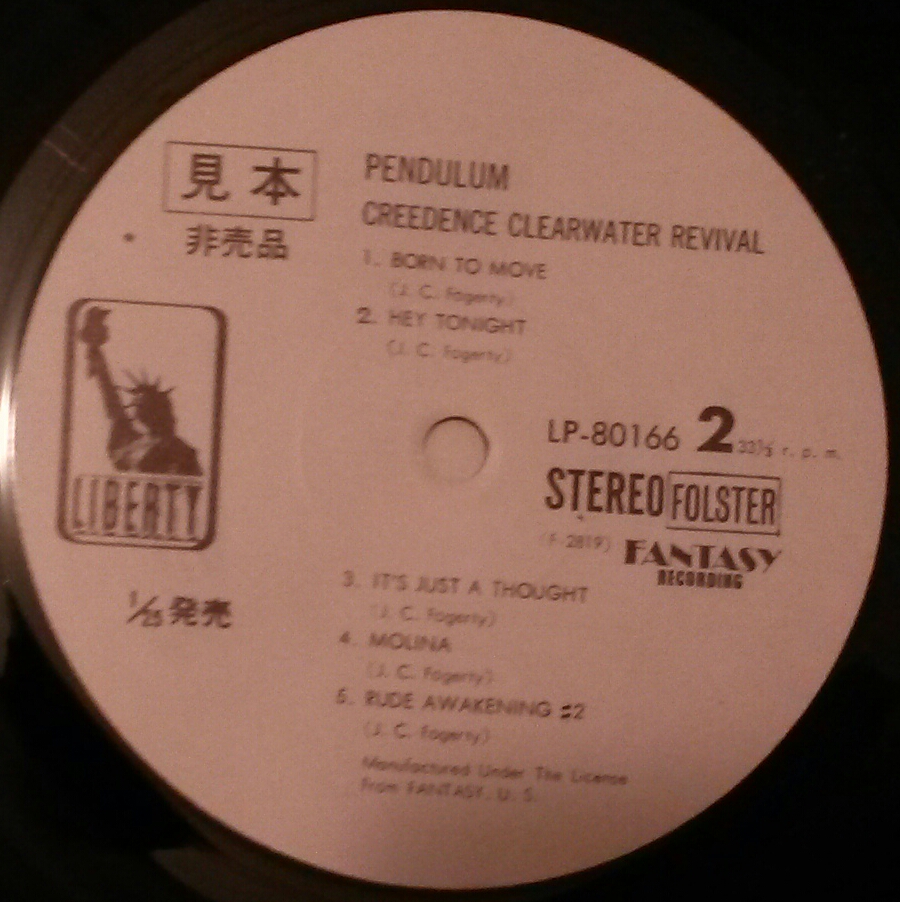 見本
非売品
PENDULUM
CREEDENCE CLEARWATER REVIVAL
1. BORN TO MOVE
(J. C. Fogerty)
2. HEY TONIGHT
(J. C. Fogerty)
LP-80166 2 33⅓ r. p. m.
STEREO FOLSTER
(F-2819) FANTASY
RECORDING
LIBERTY
1/25発売
3. IT'S JUST A THOUGHT
(J. C. Fogerty)
4. MOLINA
(J. C. Fogerty)
5. RUDE AWAKENING #2
(J. C. Fogerty)
Manufactured Under The License
from FANTASY. U. S.